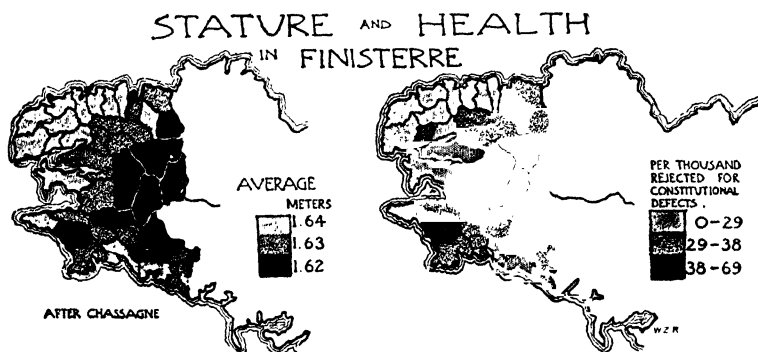 STATURE AND HEALTH
IN FINISTERRE
AVERAGE
METERS
1.64
1.63
1.62
AFTER CHASSAGNE
PER THOUSAND
REJECTED FOR
CONSTITUTIONAL
DEFECTS.
0-29
29-38
38-69
W Z R